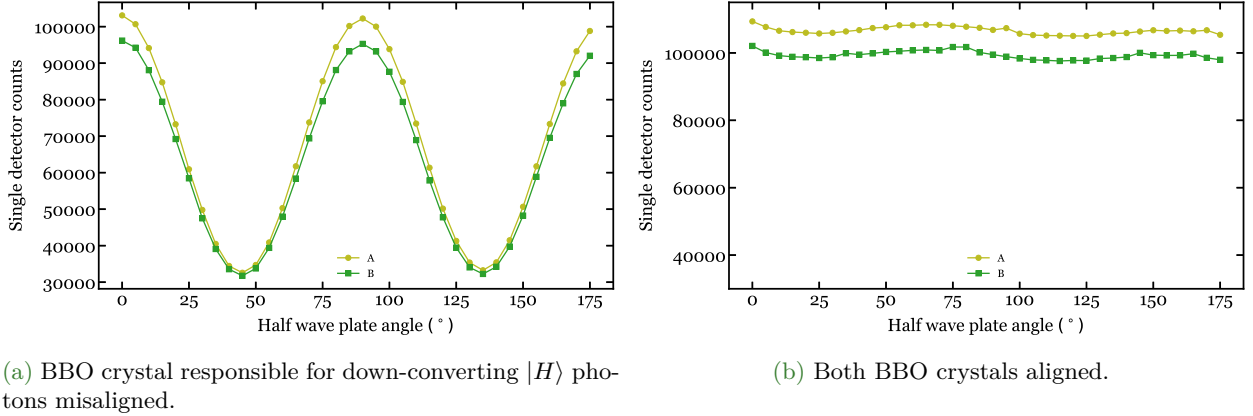 100000
90000
80000
70000
60000
50000
40000
30000
Single detector counts
A
B
0 25 50 75 100 125 150 175
Half wave plate angle (°)
(a) BBO crystal responsible for down-converting |H⟩ pho-
tons misaligned.
100000
80000
60000
40000
Single detector counts
A
B
0 25 50 75 100 125 150 175
Half wave plate angle (°)
(b) Both BBO crystals aligned.